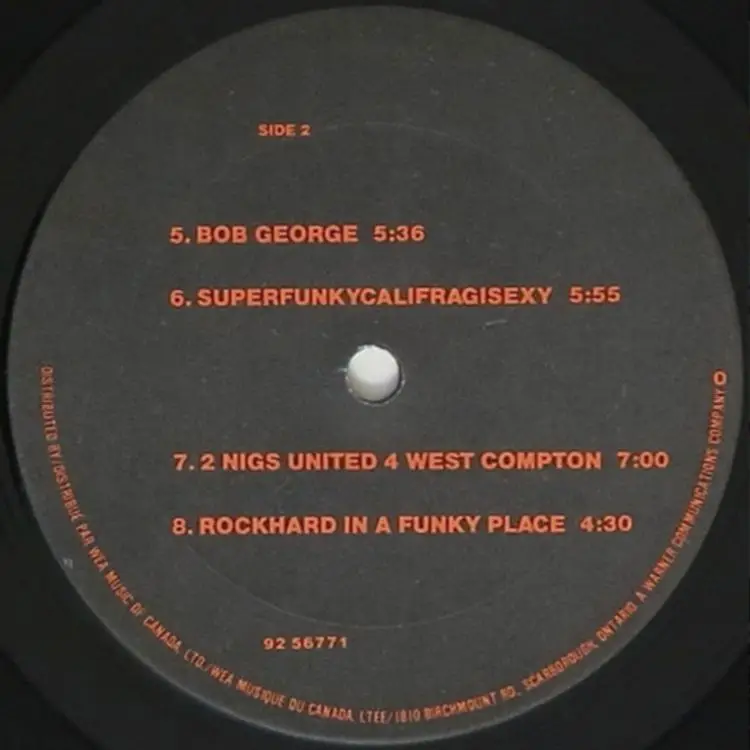 SIDE 2
5. BOB GEORGE 5:36
6. SUPERFUNKYCALIFRAGISEXY 5:55
7. 2 NIGS UNITED 4 WEST COMPTON 7:00
8. ROCKHARD IN A FUNKY PLACE 4:30
92 56771
DISTRIBUTED BY/DISTRIBUÉ PAR WEA MUSIC OF CANADA, LTD./WEA MUSIQUE DU CANADA, LTEE/1810 BIRCHMOUNT RD., SCARBOROUGH, ONTARIO. A WARNER COMMUNICATIONS COMPANY